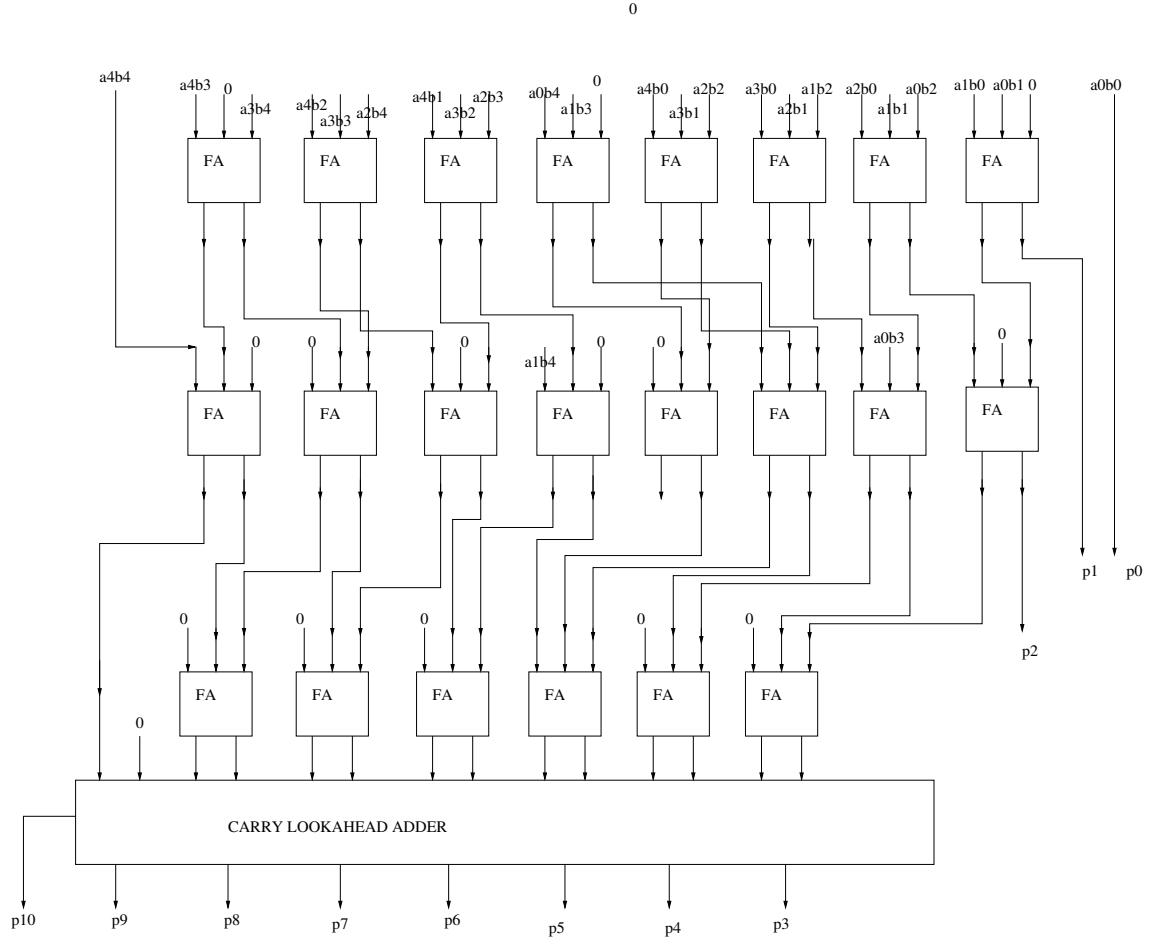 0
a4b4
a4b3 0 a3b4
a4b2 a3b3 a2b4
a4b1 a3b2 a2b3
a0b4 a1b3 0
a4b0 a3b1 a2b2
a3b0 a2b1 a1b2
a2b0 a1b1 a0b2
a1b0 a0b1 0
a0b0
FA FA FA FA FA FA FA FA
0 0 0 a1b4 0 0 a0b3 0
FA FA FA FA FA FA FA FA
p1 p0
0 0 0 0 0
p2
FA FA FA FA FA FA
0
CARRY LOOKAHEAD ADDER
p10 p9 p8 p7 p6 p5 p4 p3